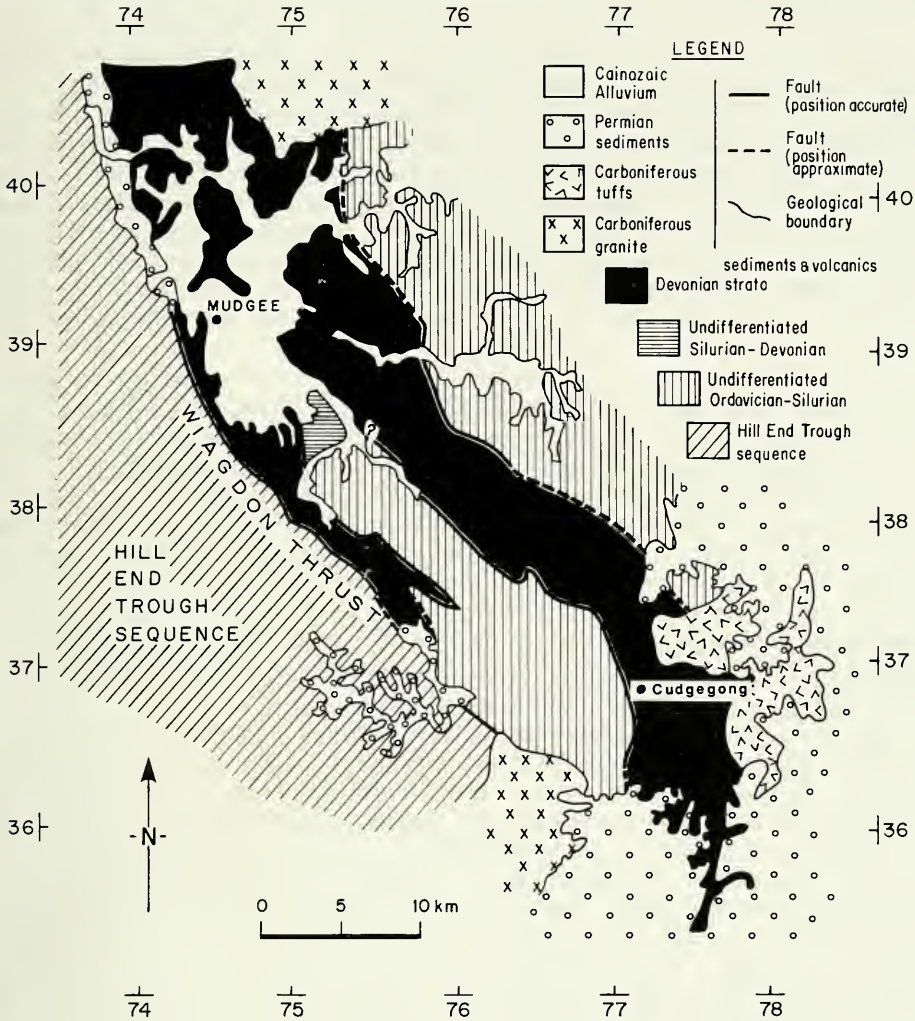 74 75 76 77 78
LEGEND
Cainozoic
Alluvium
Permian
sediments
Carboniferous
tuffs
Carboniferous
granite
Fault
(position accurate)
Fault
(position
approximate)
Geological
boundary
sediments & volcanics
Devonian strata
Undifferentiated
Silurian-Devonian
Undifferentiated
Ordovician-Silurian
Hill End Trough
sequence
40 40
MUDGEE
39 39
WIAGDON THRUST
38 38
HILL
END
TROUGH
SEQUENCE
37 37
Cudgegong
36 36
-N-
0 5 10 km
74 75 76 77 78